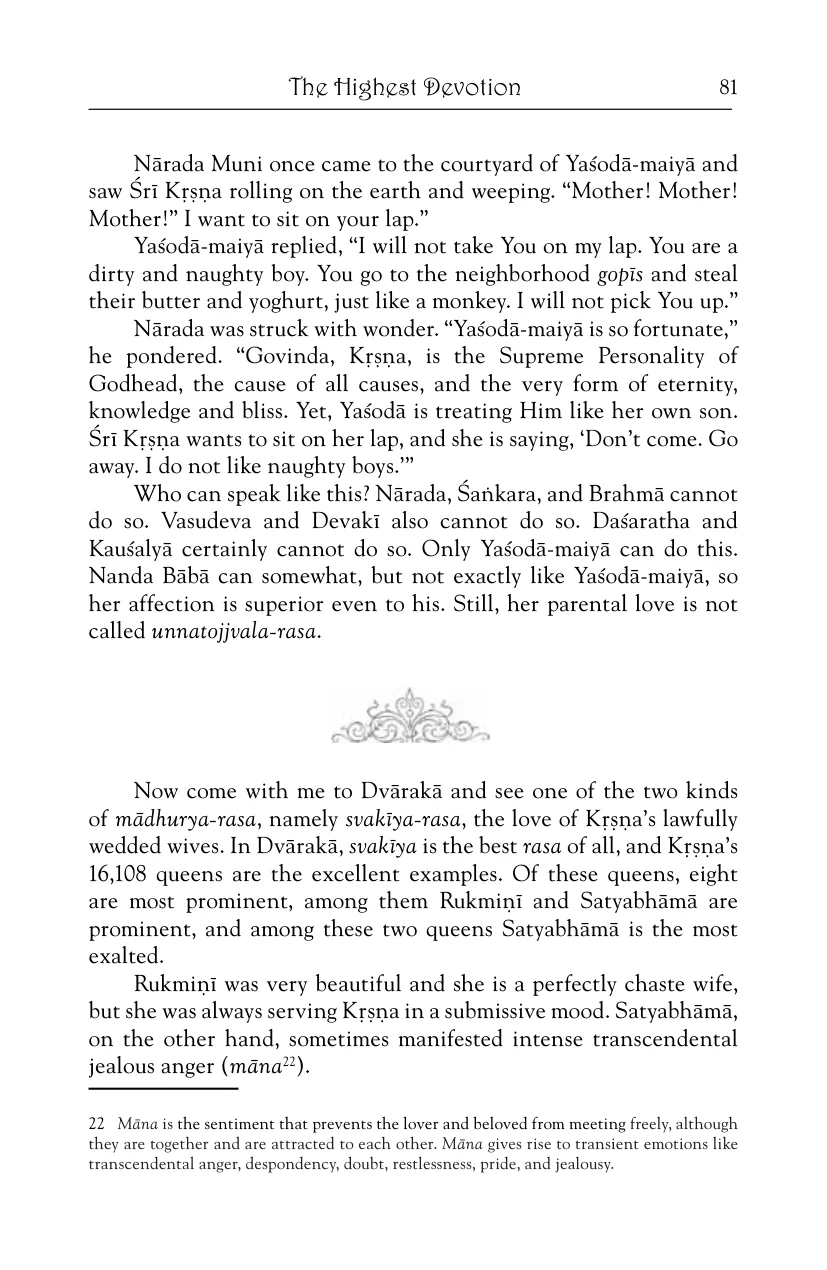 The Highest Devotion 81
Nārada Muni once came to the courtyard of Yaśodā-maiyā and
saw Śrī Kṛṣṇa rolling on the earth and weeping. “Mother! Mother!
Mother!” I want to sit on your lap.”
Yaśodā-maiyā replied, “I will not take You on my lap. You are a
dirty and naughty boy. You go to the neighborhood gopīs and steal
their butter and yoghurt, just like a monkey. I will not pick You up.”
Nārada was struck with wonder. “Yaśodā-maiyā is so fortunate,”
he pondered. “Govinda, Kṛṣṇa, is the Supreme Personality of
Godhead, the cause of all causes, and the very form of eternity,
knowledge and bliss. Yet, Yaśodā is treating Him like her own son.
Śrī Kṛṣṇa wants to sit on her lap, and she is saying, ‘Don’t come. Go
away. I do not like naughty boys.’”
Who can speak like this? Nārada, Śaṅkara, and Brahmā cannot
do so. Vasudeva and Devakī also cannot do so. Daśaratha and
Kauśalyā certainly cannot do so. Only Yaśodā-maiyā can do this.
Nanda Bābā can somewhat, but not exactly like Yaśodā-maiyā, so
her affection is superior even to his. Still, her parental love is not
called unnatojjvala-rasa.
Now come with me to Dvārakā and see one of the two kinds
of mādhurya-rasa, namely svakīya-rasa, the love of Kṛṣṇa’s lawfully
wedded wives. In Dvārakā, svakīya is the best rasa of all, and Kṛṣṇa’s
16,108 queens are the excellent examples. Of these queens, eight
are most prominent, among them Rukmiṇī and Satyabhāmā are
prominent, and among these two queens Satyabhāmā is the most
exalted.
Rukmiṇī was very beautiful and she is a perfectly chaste wife,
but she was always serving Kṛṣṇa in a submissive mood. Satyabhāmā,
on the other hand, sometimes manifested intense transcendental
jealous anger (māna22).
22 Māna is the sentiment that prevents the lover and beloved from meeting freely, although
they are together and are attracted to each other. Māna gives rise to transient emotions like
transcendental anger, despondency, doubt, restlessness, pride, and jealousy.